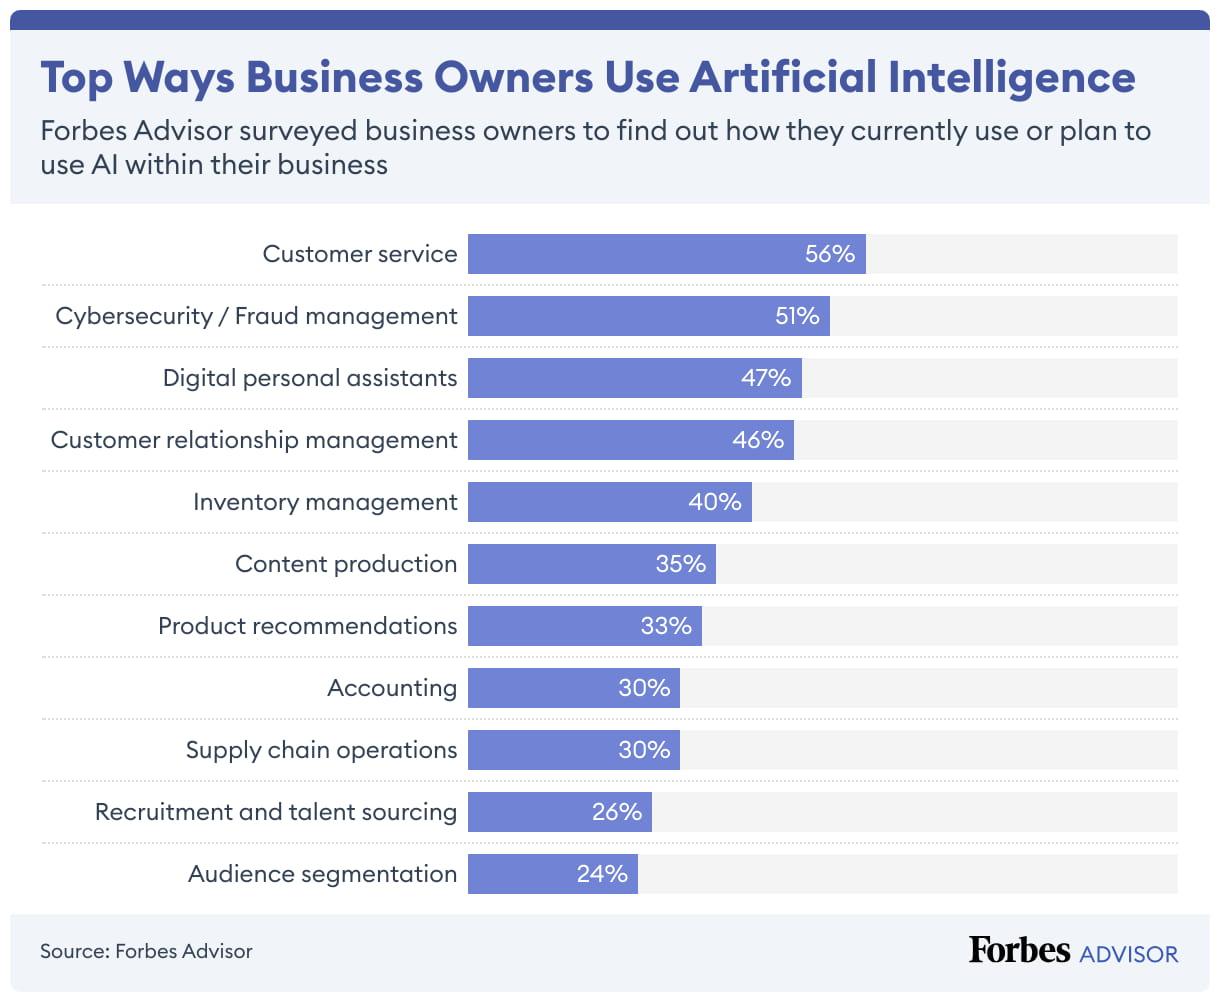 Top Ways Business Owners Use Artificial Intelligence
Forbes Advisor surveyed business owners to find out how they currently use or plan to
use AI within their business
Customer service 56%
Cybersecurity / Fraud management 51%
Digital personal assistants 47%
Customer relationship management 46%
Inventory management 40%
Content production 35%
Product recommendations 33%
Accounting 30%
Supply chain operations 30%
Recruitment and talent sourcing 26%
Audience segmentation 24%
Source: Forbes Advisor
Forbes ADVISOR